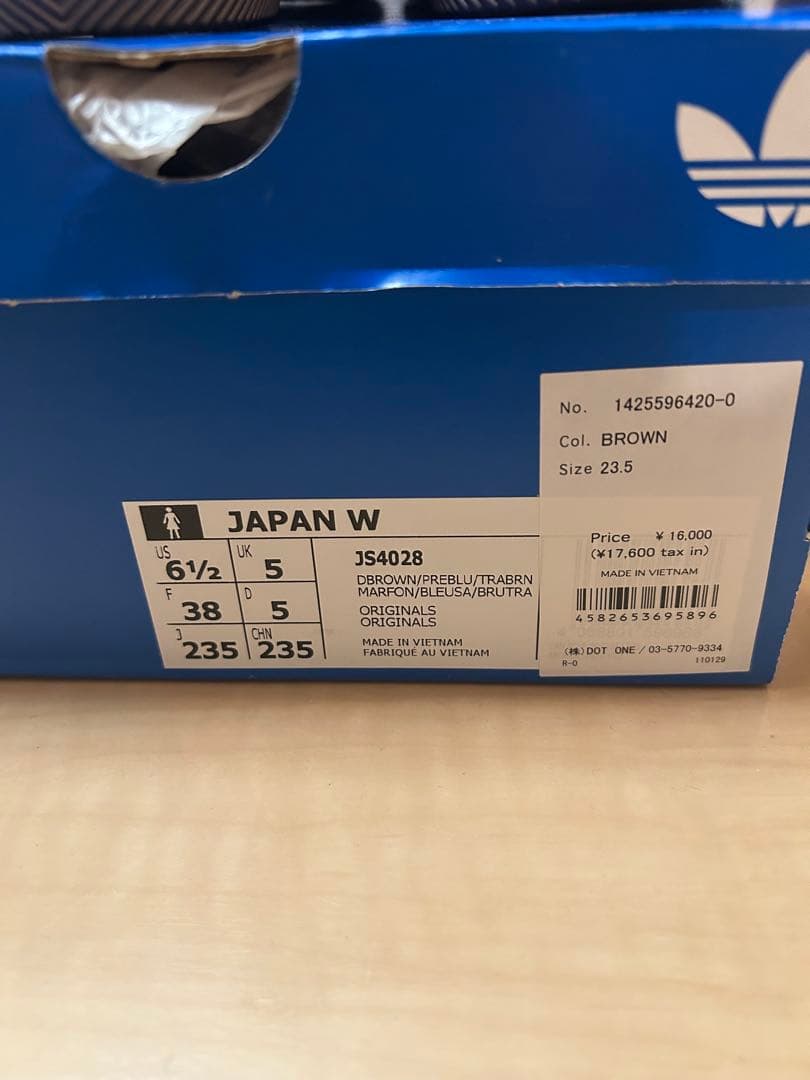 No. 1425596420-0
Col. BROWN
Size 23.5
Price ¥ 16,000
(¥17,600 tax in)
MADE IN VIETNAM
4582653695896
(株)DOT ONE / 03-5770-9334
R-0 110129
JAPAN W
US 6½ UK 5
F 38 D 5
J 235 CHN 235
JS4028
DBROWN/PREBLU/TRABRN
MARFON/BLEUSA/BRUTRA
ORIGINALS
ORIGINALS
MADE IN VIETNAM
FABRIQUÉ AU VIETNAM